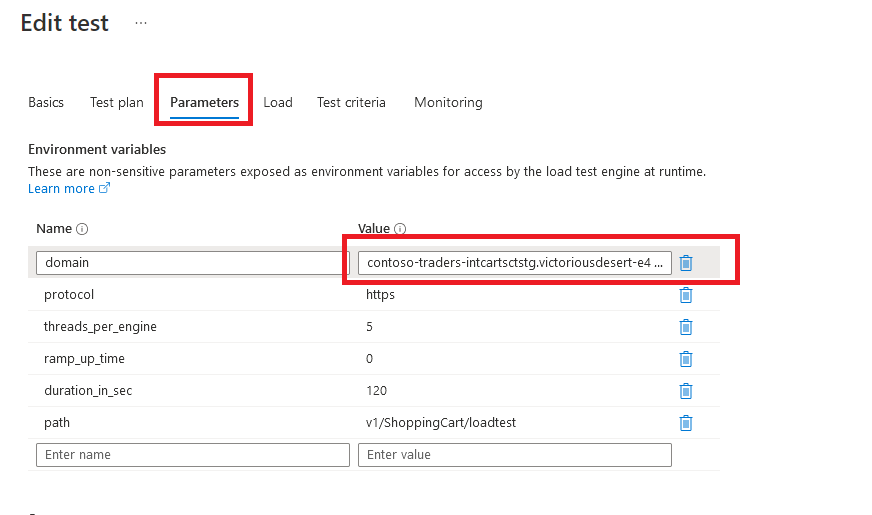 Edit test ...
Basics Test plan Parameters Load Test criteria Monitoring
Environment variables
These are non-sensitive parameters exposed as environment variables for access by the load test engine at runtime.
Learn more
Name Value
domain contoso-traders-intcartsctstg.victoriousdesert-e4 ...
protocol https
threads_per_engine 5
ramp_up_time 0
duration_in_sec 120
path v1/ShoppingCart/loadtest
Enter name Enter value